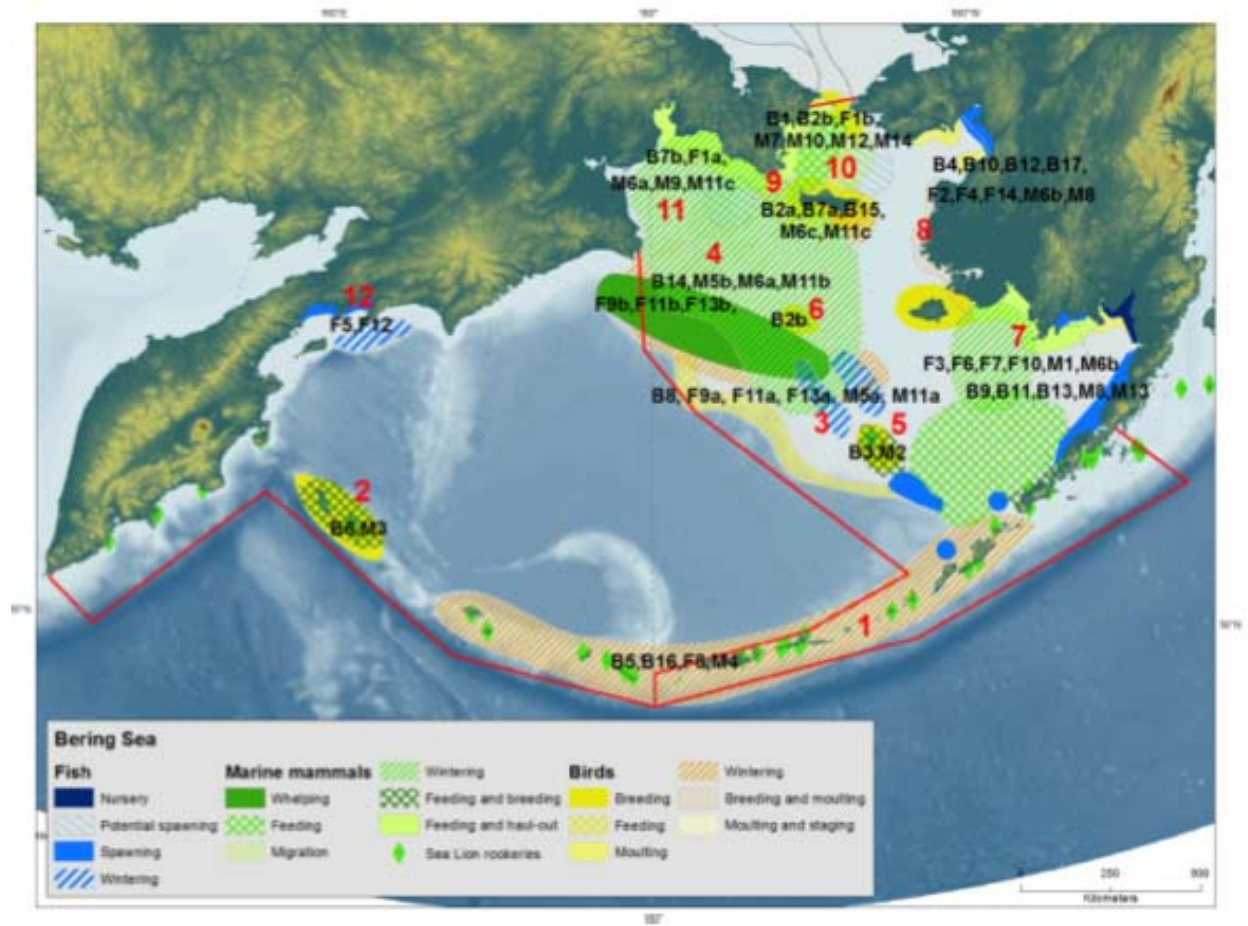 180°
B1,B2b,F1b,
M7,M10,M12,M14
B7b,F1a,
M6a,M9,M11c
10
9
11
B4,B10,B12,B17,
F2,F4,F14,M6b,M8
B2a,B7a,B15,
M6c,M11c
8
4
B14,M5b,M6a,M11b
F9b,F11b,F13b,
6
B2b
12
F5,F12
7
F3,F6,F7,F10,M1,M6b
B9,B11,B13,M8,M13
B8, F9a, F11a, F13a, M5a, M11a
3
5
B3,M2
2
B6,M3
1
B5,B16,F8,M4
Bering Sea
Fish
Nursery
Potential spawning
Spawning
Wintering
Marine mammals
Whelping
Feeding
Migration
Wintering
Feeding and breeding
Feeding and haul-out
Sea Lion rookeries
Birds
Breeding
Feeding
Moulting
Wintering
Breeding and moulting
Moulting and staging
0 250 500
Kilometers
180°